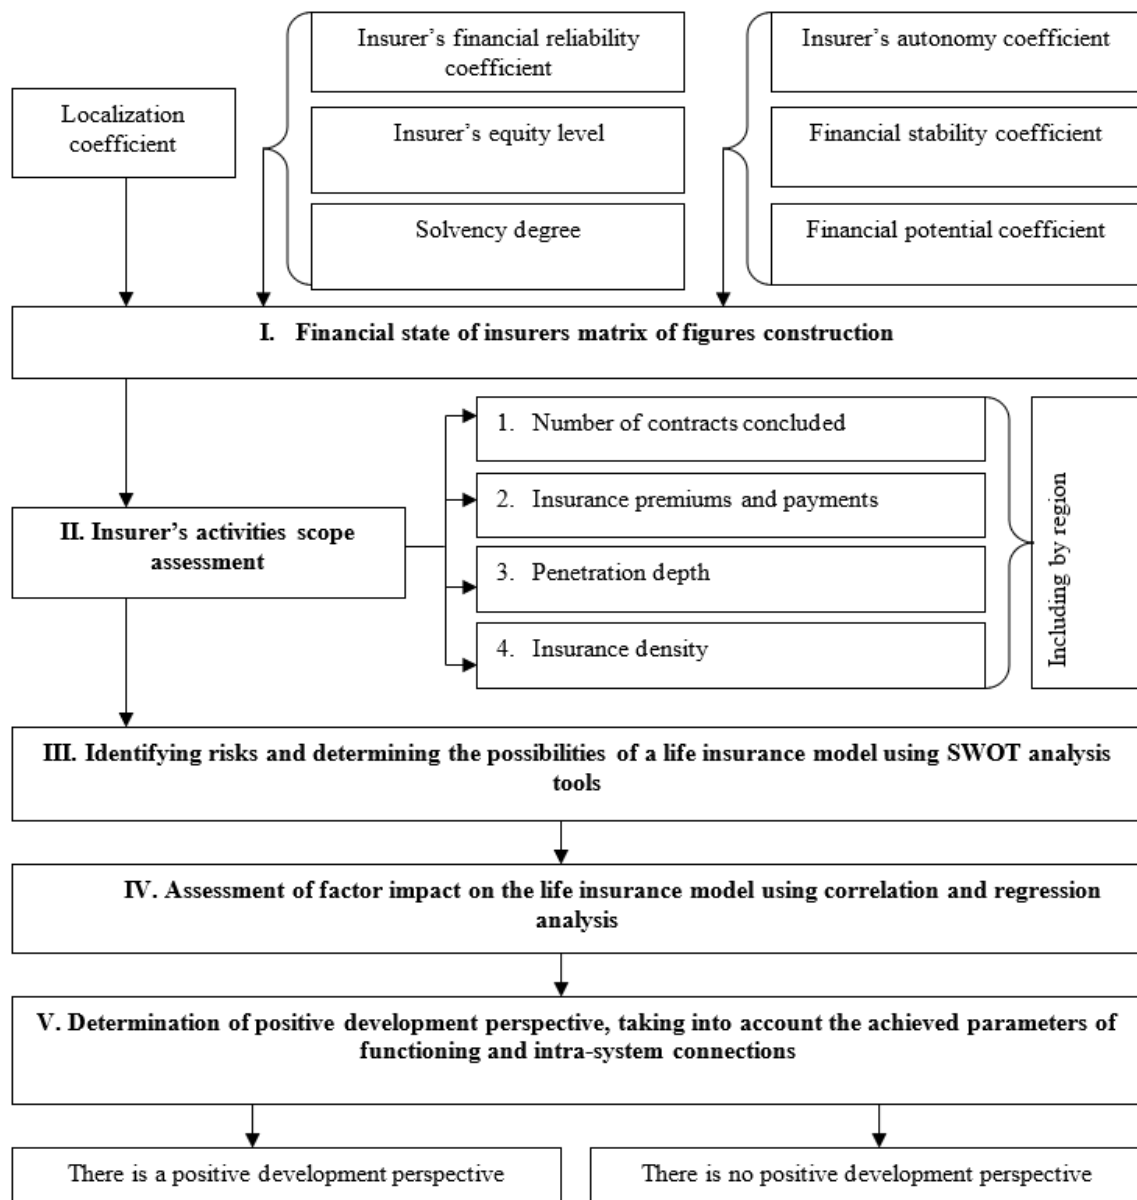 Insurer's financial reliability
coefficient
Insurer's autonomy coefficient
Localization
coefficient
Insurer's equity level
Financial stability coefficient
Solvency degree
Financial potential coefficient
I. Financial state of insurers matrix of figures construction
1. Number of contracts concluded
2. Insurance premiums and payments
II. Insurer's activities scope
assessment
3. Penetration depth
4. Insurance density
Including by region
III. Identifying risks and determining the possibilities of a life insurance model using SWOT analysis
tools
IV. Assessment of factor impact on the life insurance model using correlation and regression
analysis
V. Determination of positive development perspective, taking into account the achieved parameters of
functioning and intra-system connections
There is a positive development perspective
There is no positive development perspective